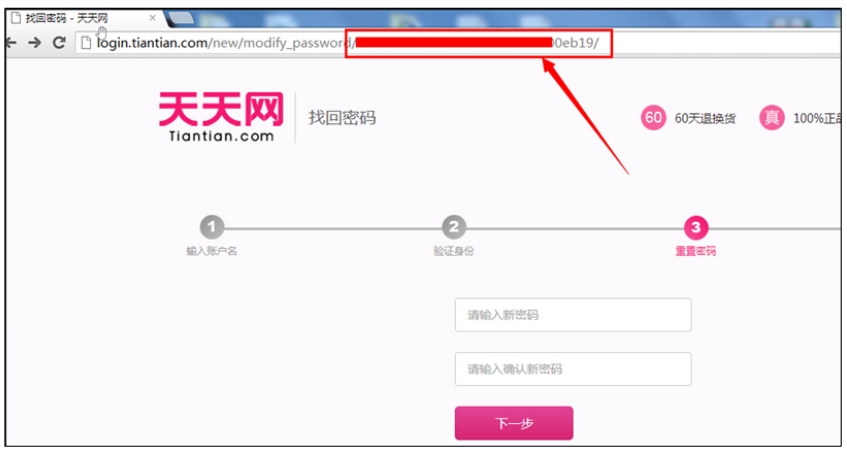 找回密码 - 天天网
login.tiantian.com/new/modify_password/ 00eb19/
天天网
Tiantian.com
找回密码
60 60天退换货
真 100%正品
1
2
3
输入账户名
验证身份
重置密码
请输入新密码
请输入确认新密码
下一步